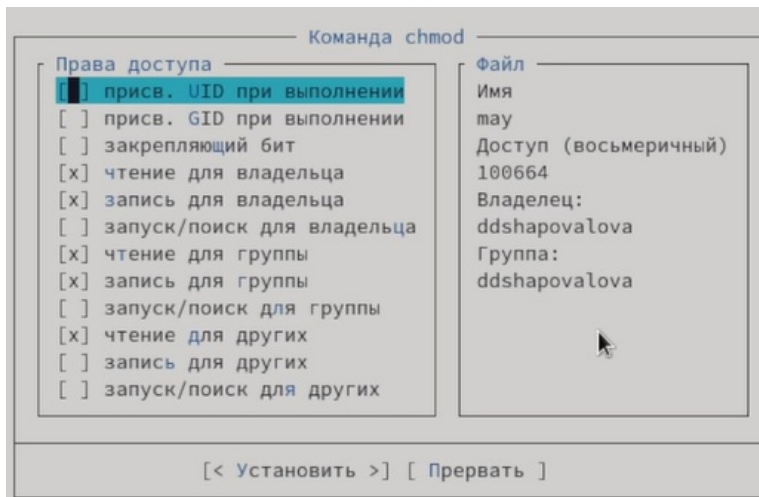 Команда chmod
Права доступа
[ ] присв. UID при выполнении
[ ] присв. GID при выполнении
[ ] закрепляющий бит
[x] чтение для владельца
[x] запись для владельца
[ ] запуск/поиск для владельца
[x] чтение для группы
[x] запись для группы
[ ] запуск/поиск для группы
[x] чтение для других
[ ] запись для других
[ ] запуск/поиск для других
Файл
Имя
may
Доступ (восьмеричный)
100664
Владелец:
ddshapovalova
Группа:
ddshapovalova
[< Установить >] [ Прервать ]